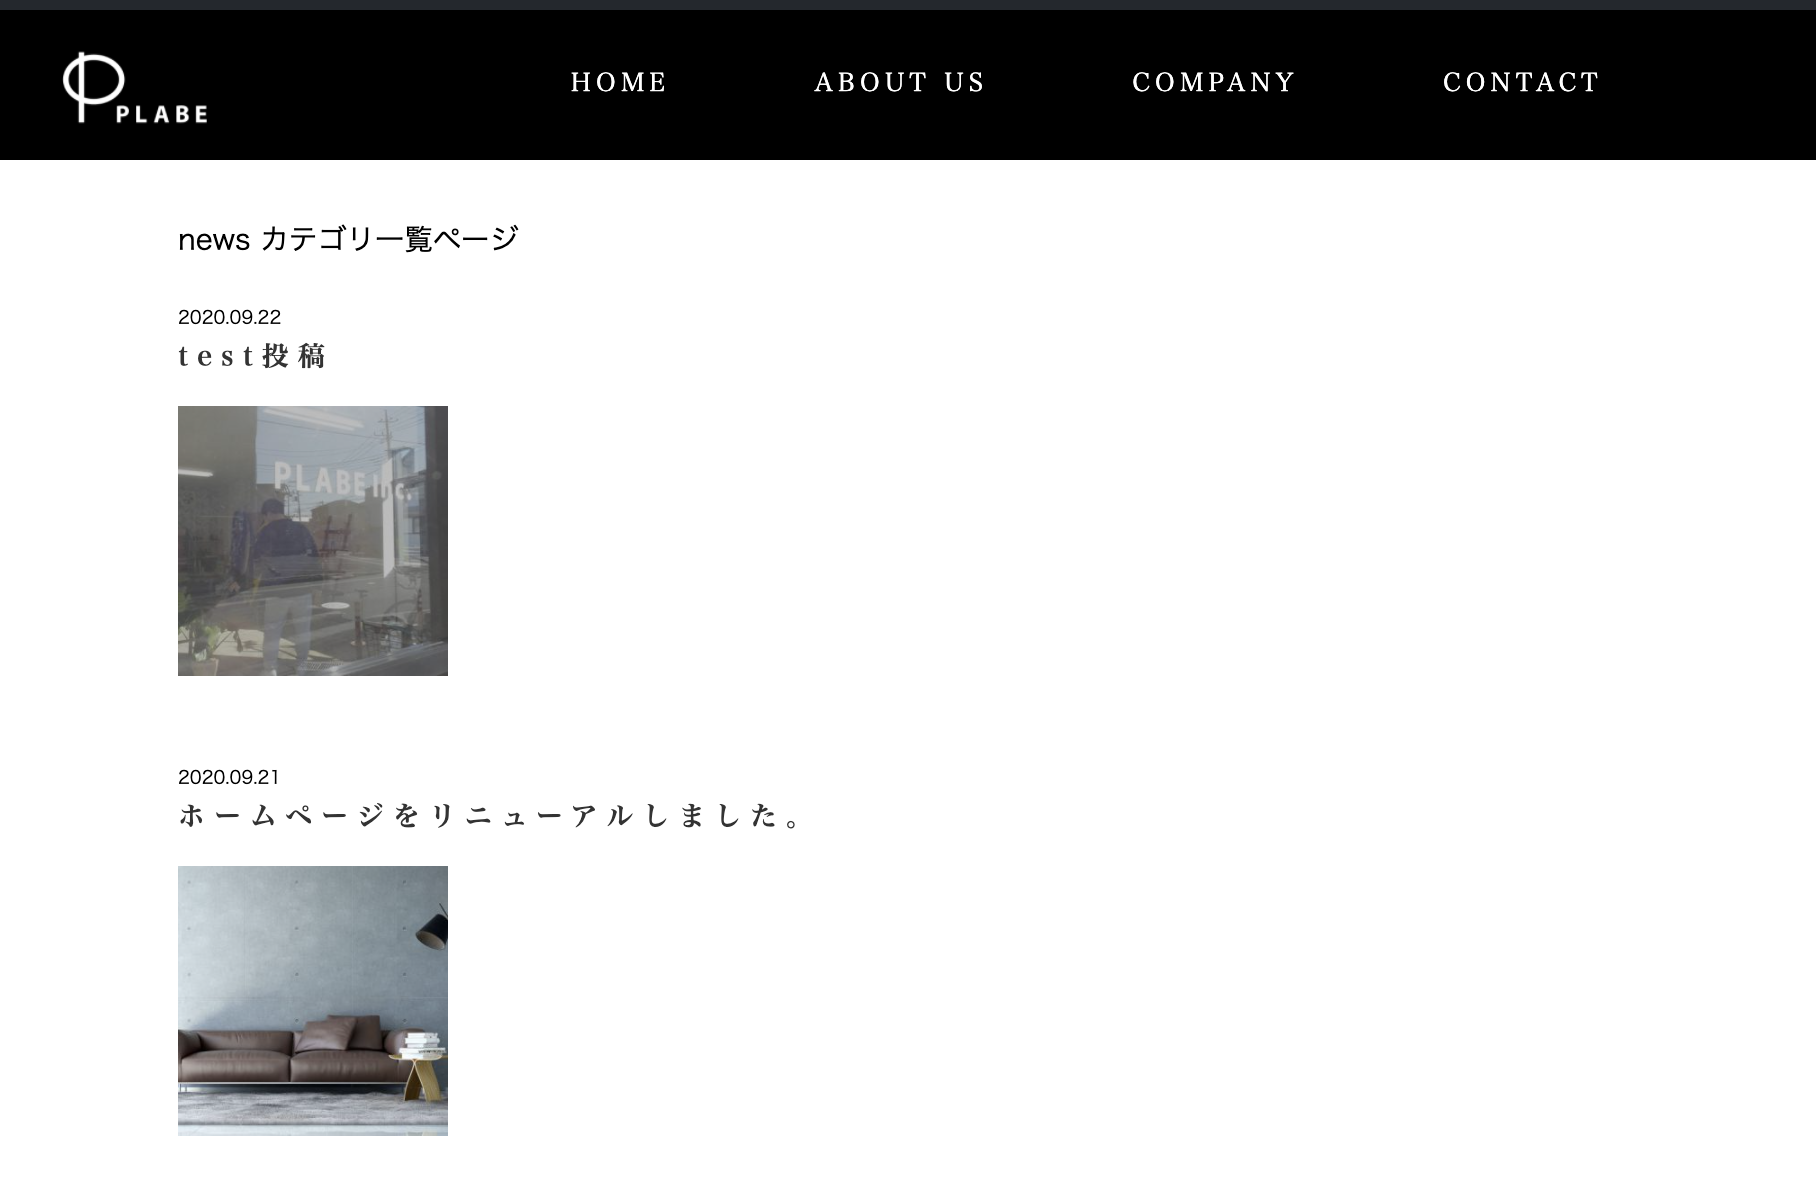 PLABE
HOME
ABOUT US
COMPANY
CONTACT
news カテゴリ一覧ページ
2020.09.22
test投稿
PLABE Inc.
2020.09.21
ホームページをリニューアルしました。